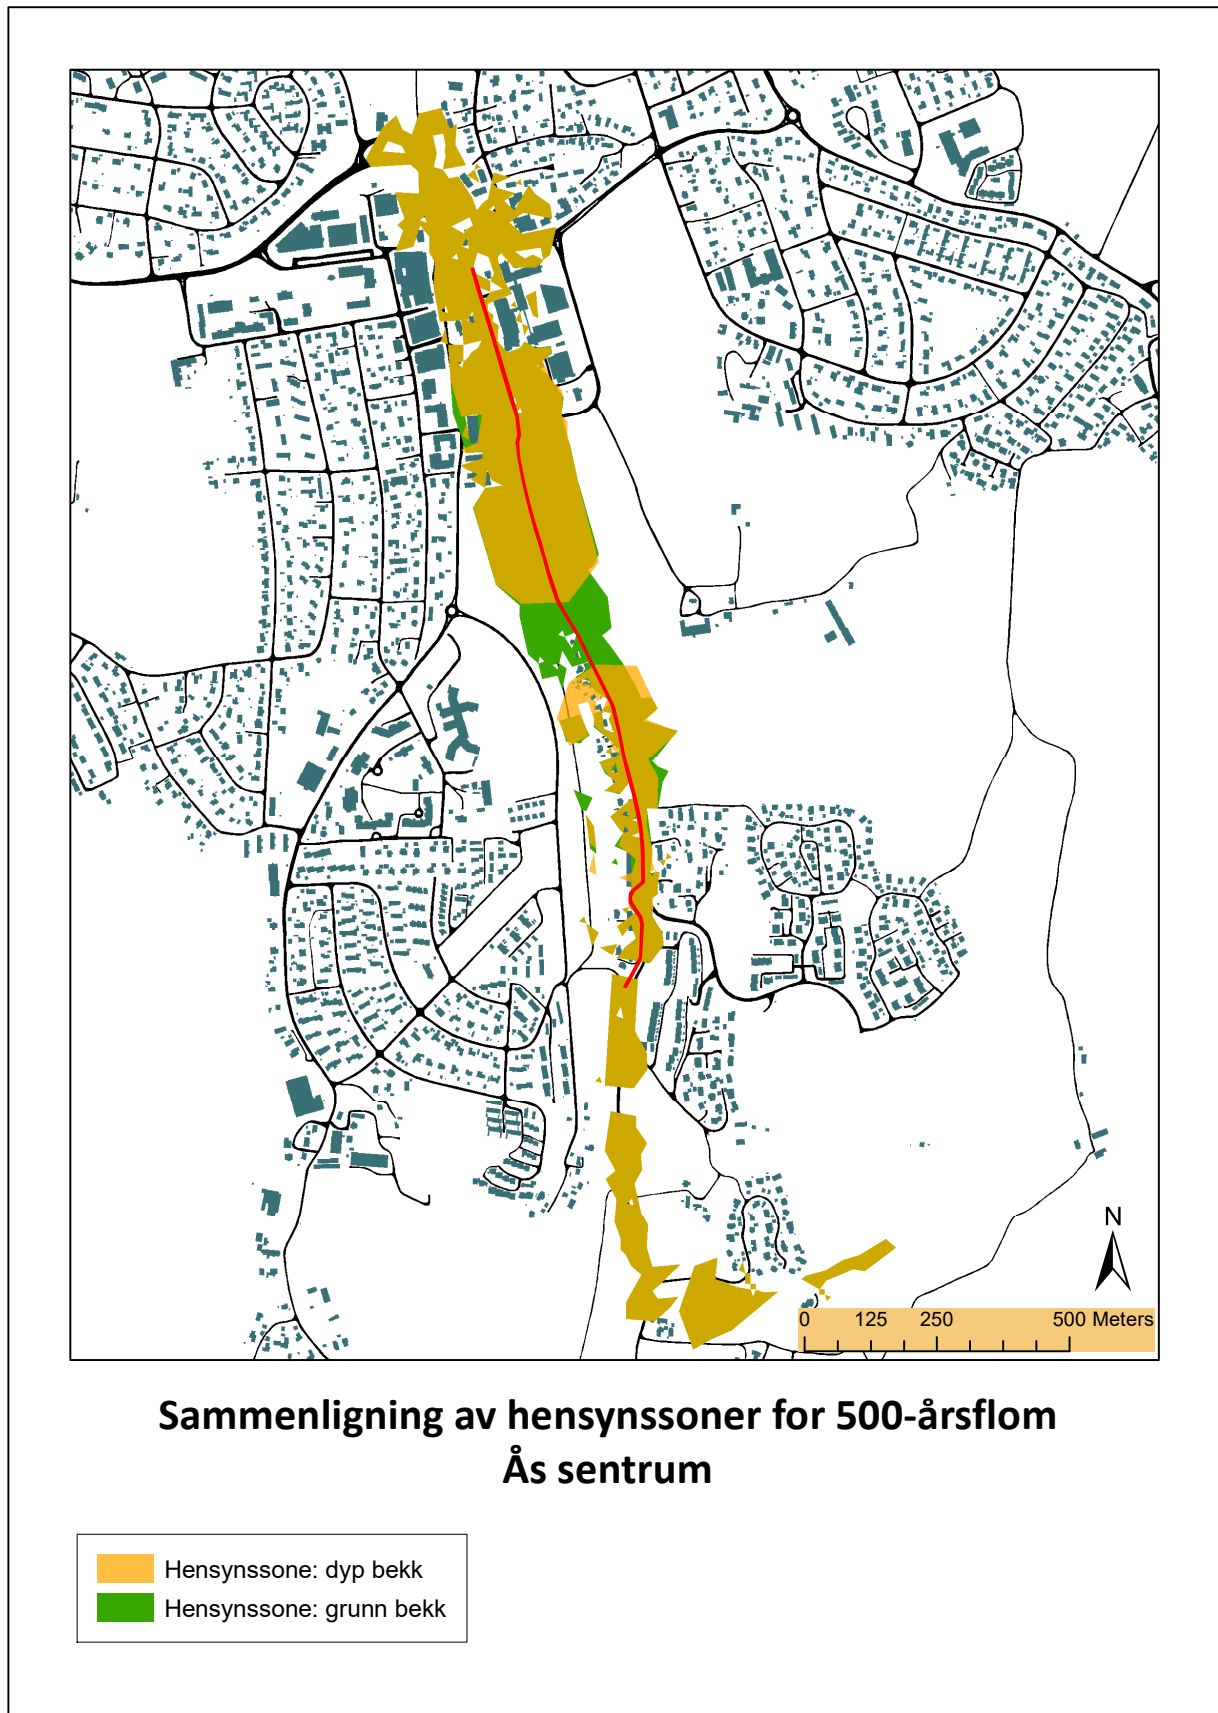 N
0 125 250 500 Meters
Sammenligning av hensynssoner for 500-årsflom
Ås sentrum
Hensynssone: dyp bekk
Hensynssone: grunn bekk